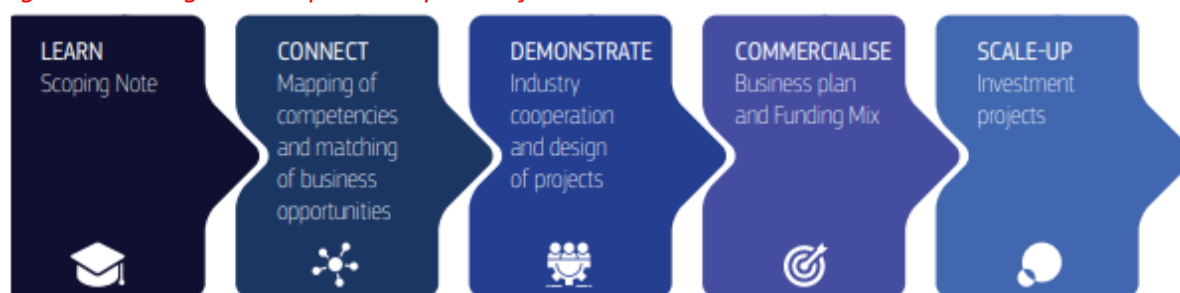 LEARN
Scoping Note
CONNECT
Mapping of
competencies
and matching
of business
opportunities
DEMONSTRATE
Industry
cooperation
and design
of projects
COMMERCIALISE
Business plan
and Funding Mix
SCALE-UP
Investment
projects